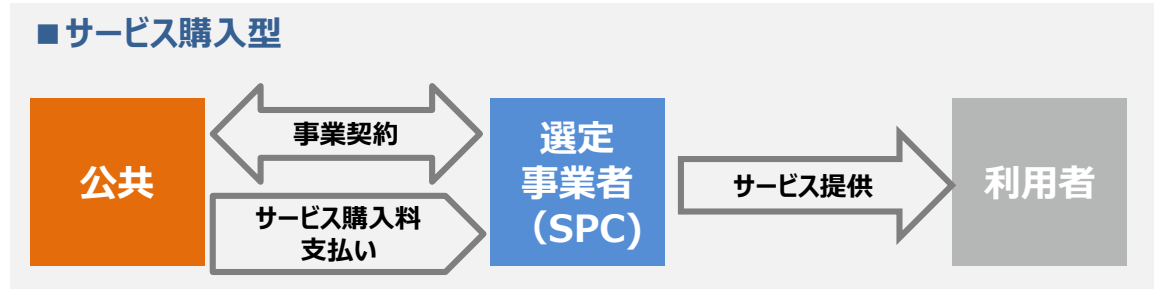 ■サービス購入型
公共
事業契約
サービス購入料
支払い
選定
事業者
（SPC)
サービス提供
利用者